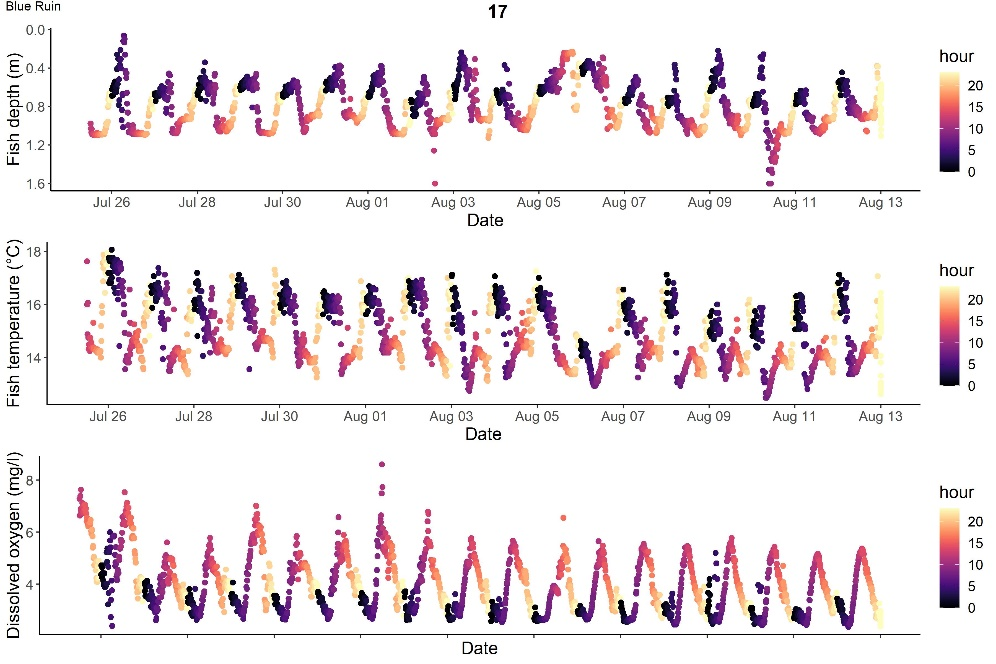 Blue Ruin
17
Fish depth (m)
0.0
0.4
0.8
1.2
1.6
Jul 26 Jul 28 Jul 30 Aug 01 Aug 03 Aug 05 Aug 07 Aug 09 Aug 11 Aug 13
Date
hour
20
15
10
5
0
Fish temperature (°C)
18
16
14
Jul 26 Jul 28 Jul 30 Aug 01 Aug 03 Aug 05 Aug 07 Aug 09 Aug 11 Aug 13
Date
hour
20
15
10
5
0
Dissolved oxygen (mg/l)
8
6
4
Date
hour
20
15
10
5
0